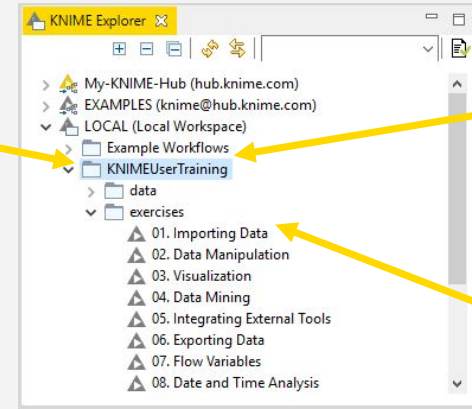 KNIME Explorer
My-KNIME-Hub (hub.knime.com)
EXAMPLES (knime@hub.knime.com)
LOCAL (Local Workspace)
Example Workflows
KNIMEUserTraining
data
exercises
01. Importing Data
02. Data Manipulation
03. Visualization
04. Data Mining
05. Integrating External Tools
06. Exporting Data
07. Flow Variables
08. Date and Time Analysis